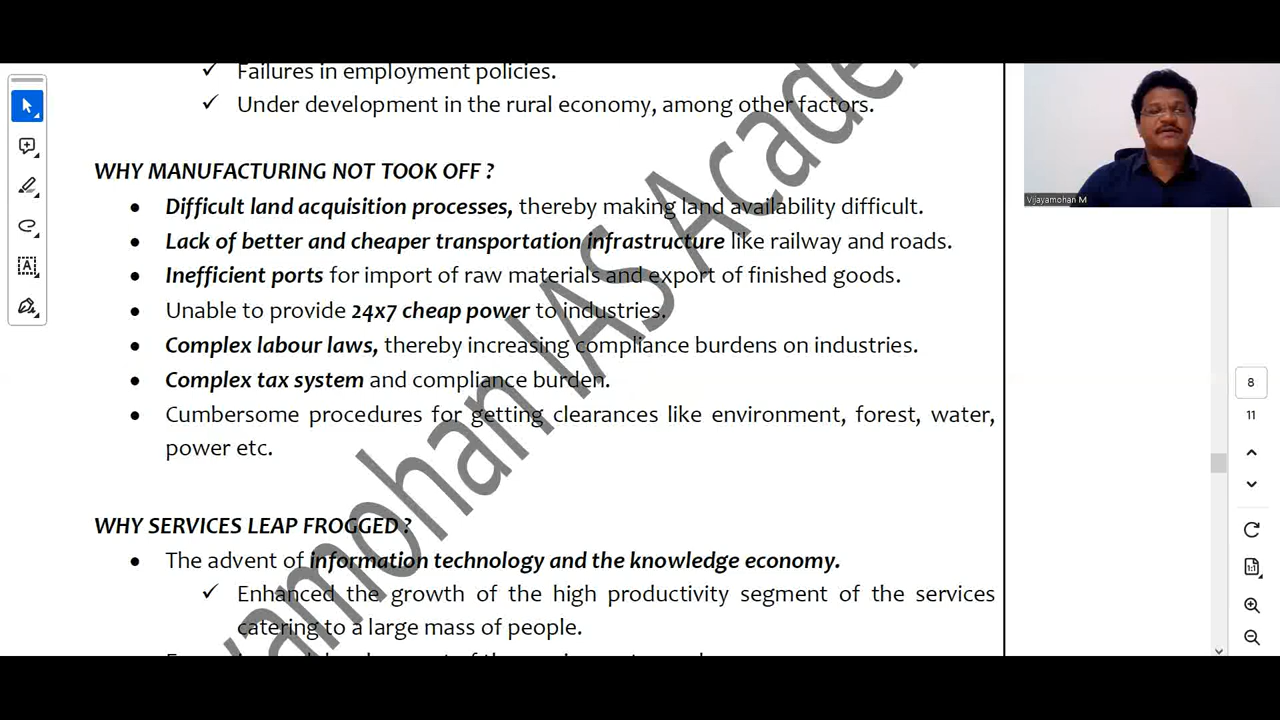 ✓ Failures in employment policies.
✓ Under development in the rural economy, among other factors.
WHY MANUFACTURING NOT TOOK OFF ?
• Difficult land acquisition processes, thereby making land availability difficult.
• Lack of better and cheaper transportation infrastructure like railway and roads.
• Inefficient ports for import of raw materials and export of finished goods.
• Unable to provide 24x7 cheap power to industries.
• Complex labour laws, thereby increasing compliance burdens on industries.
• Complex tax system and compliance burden.
• Cumbersome procedures for getting clearances like environment, forest, water,
power etc.
WHY SERVICES LEAP FROGGED ?
• The advent of information technology and the knowledge economy.
✓ Enhanced the growth of the high productivity segment of the services
catering to a large mass of people.
yamohan IAS Acade
Vijayamohan M
8
11